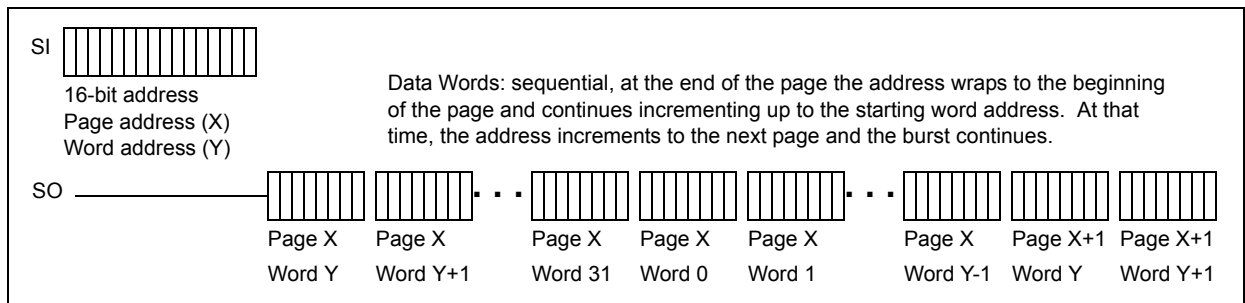 SI
16-bit address
Page address (X)
Word address (Y)
Data Words: sequential, at the end of the page the address wraps to the beginning
of the page and continues incrementing up to the starting word address. At that
time, the address increments to the next page and the burst continues.
SO
. . . . . .
Page X Page X Page X Page X Page X Page X Page X+1 Page X+1
Word Y Word Y+1 Word 31 Word 0 Word 1 Word Y-1 Word Y Word Y+1